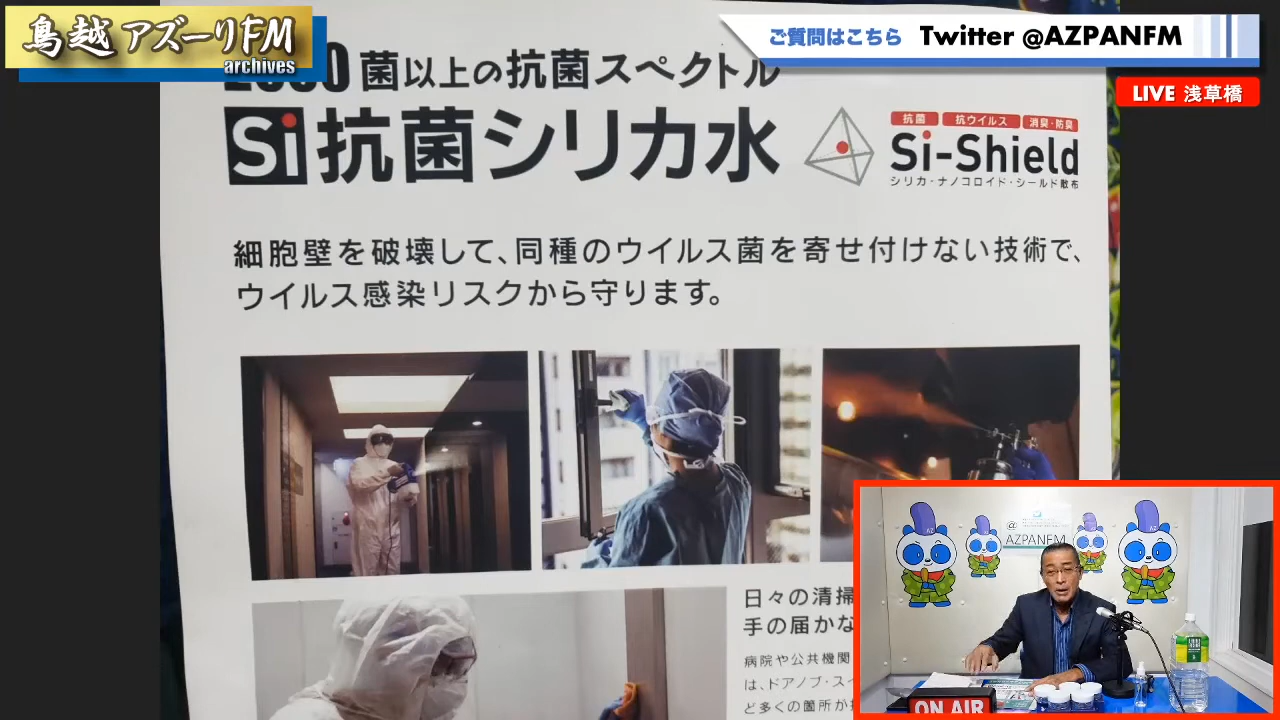 鳥越アズーリFM
archives
ご質問はこちら Twitter @AZPANFM
LIVE 浅草橋
菌以上の抗菌スペクトル
Si抗菌シリカ水
抗菌 抗ウイルス 消臭・防臭
Si-Shield
シリカ・ナノコロイド・シールド散布
細胞壁を破壊して、同種のウイルス菌を寄せ付けない技術で、
ウイルス感染リスクから守ります。
日々の清掃
手の届かな
病院や公共機関
は、ドアノブ・スイ
ど多くの箇所が
@
AZPANFM
AZ
AZ
ON AIR